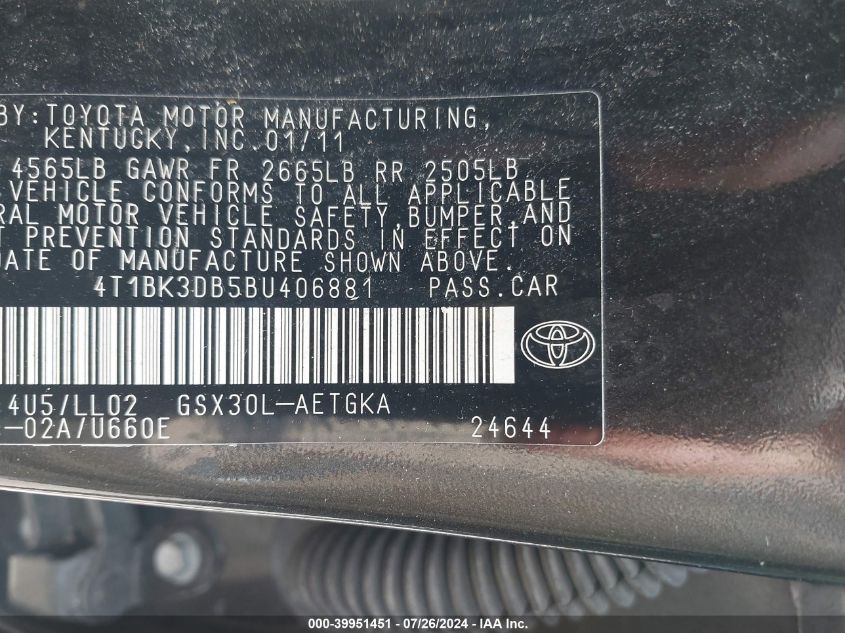 BY: TOYOTA MOTOR MANUFACTURING,
KENTUCKY, INC. 01/11
4565LB GAWR FR 2665LB RR 2505LB
VEHICLE CONFORMS TO ALL APPLICABLE
RAL MOTOR VEHICLE SAFETY, BUMPER, AND
T PREVENTION STANDARDS IN EFFECT ON
DATE OF MANUFACTURE SHOWN ABOVE.
4T1BK3DB5BU406881 PASS.CAR
4U5/LL02 GSX30L-AETGKA
-02A/U660E 24644
000-39951451 - 07/26/2024 - IAA Inc.